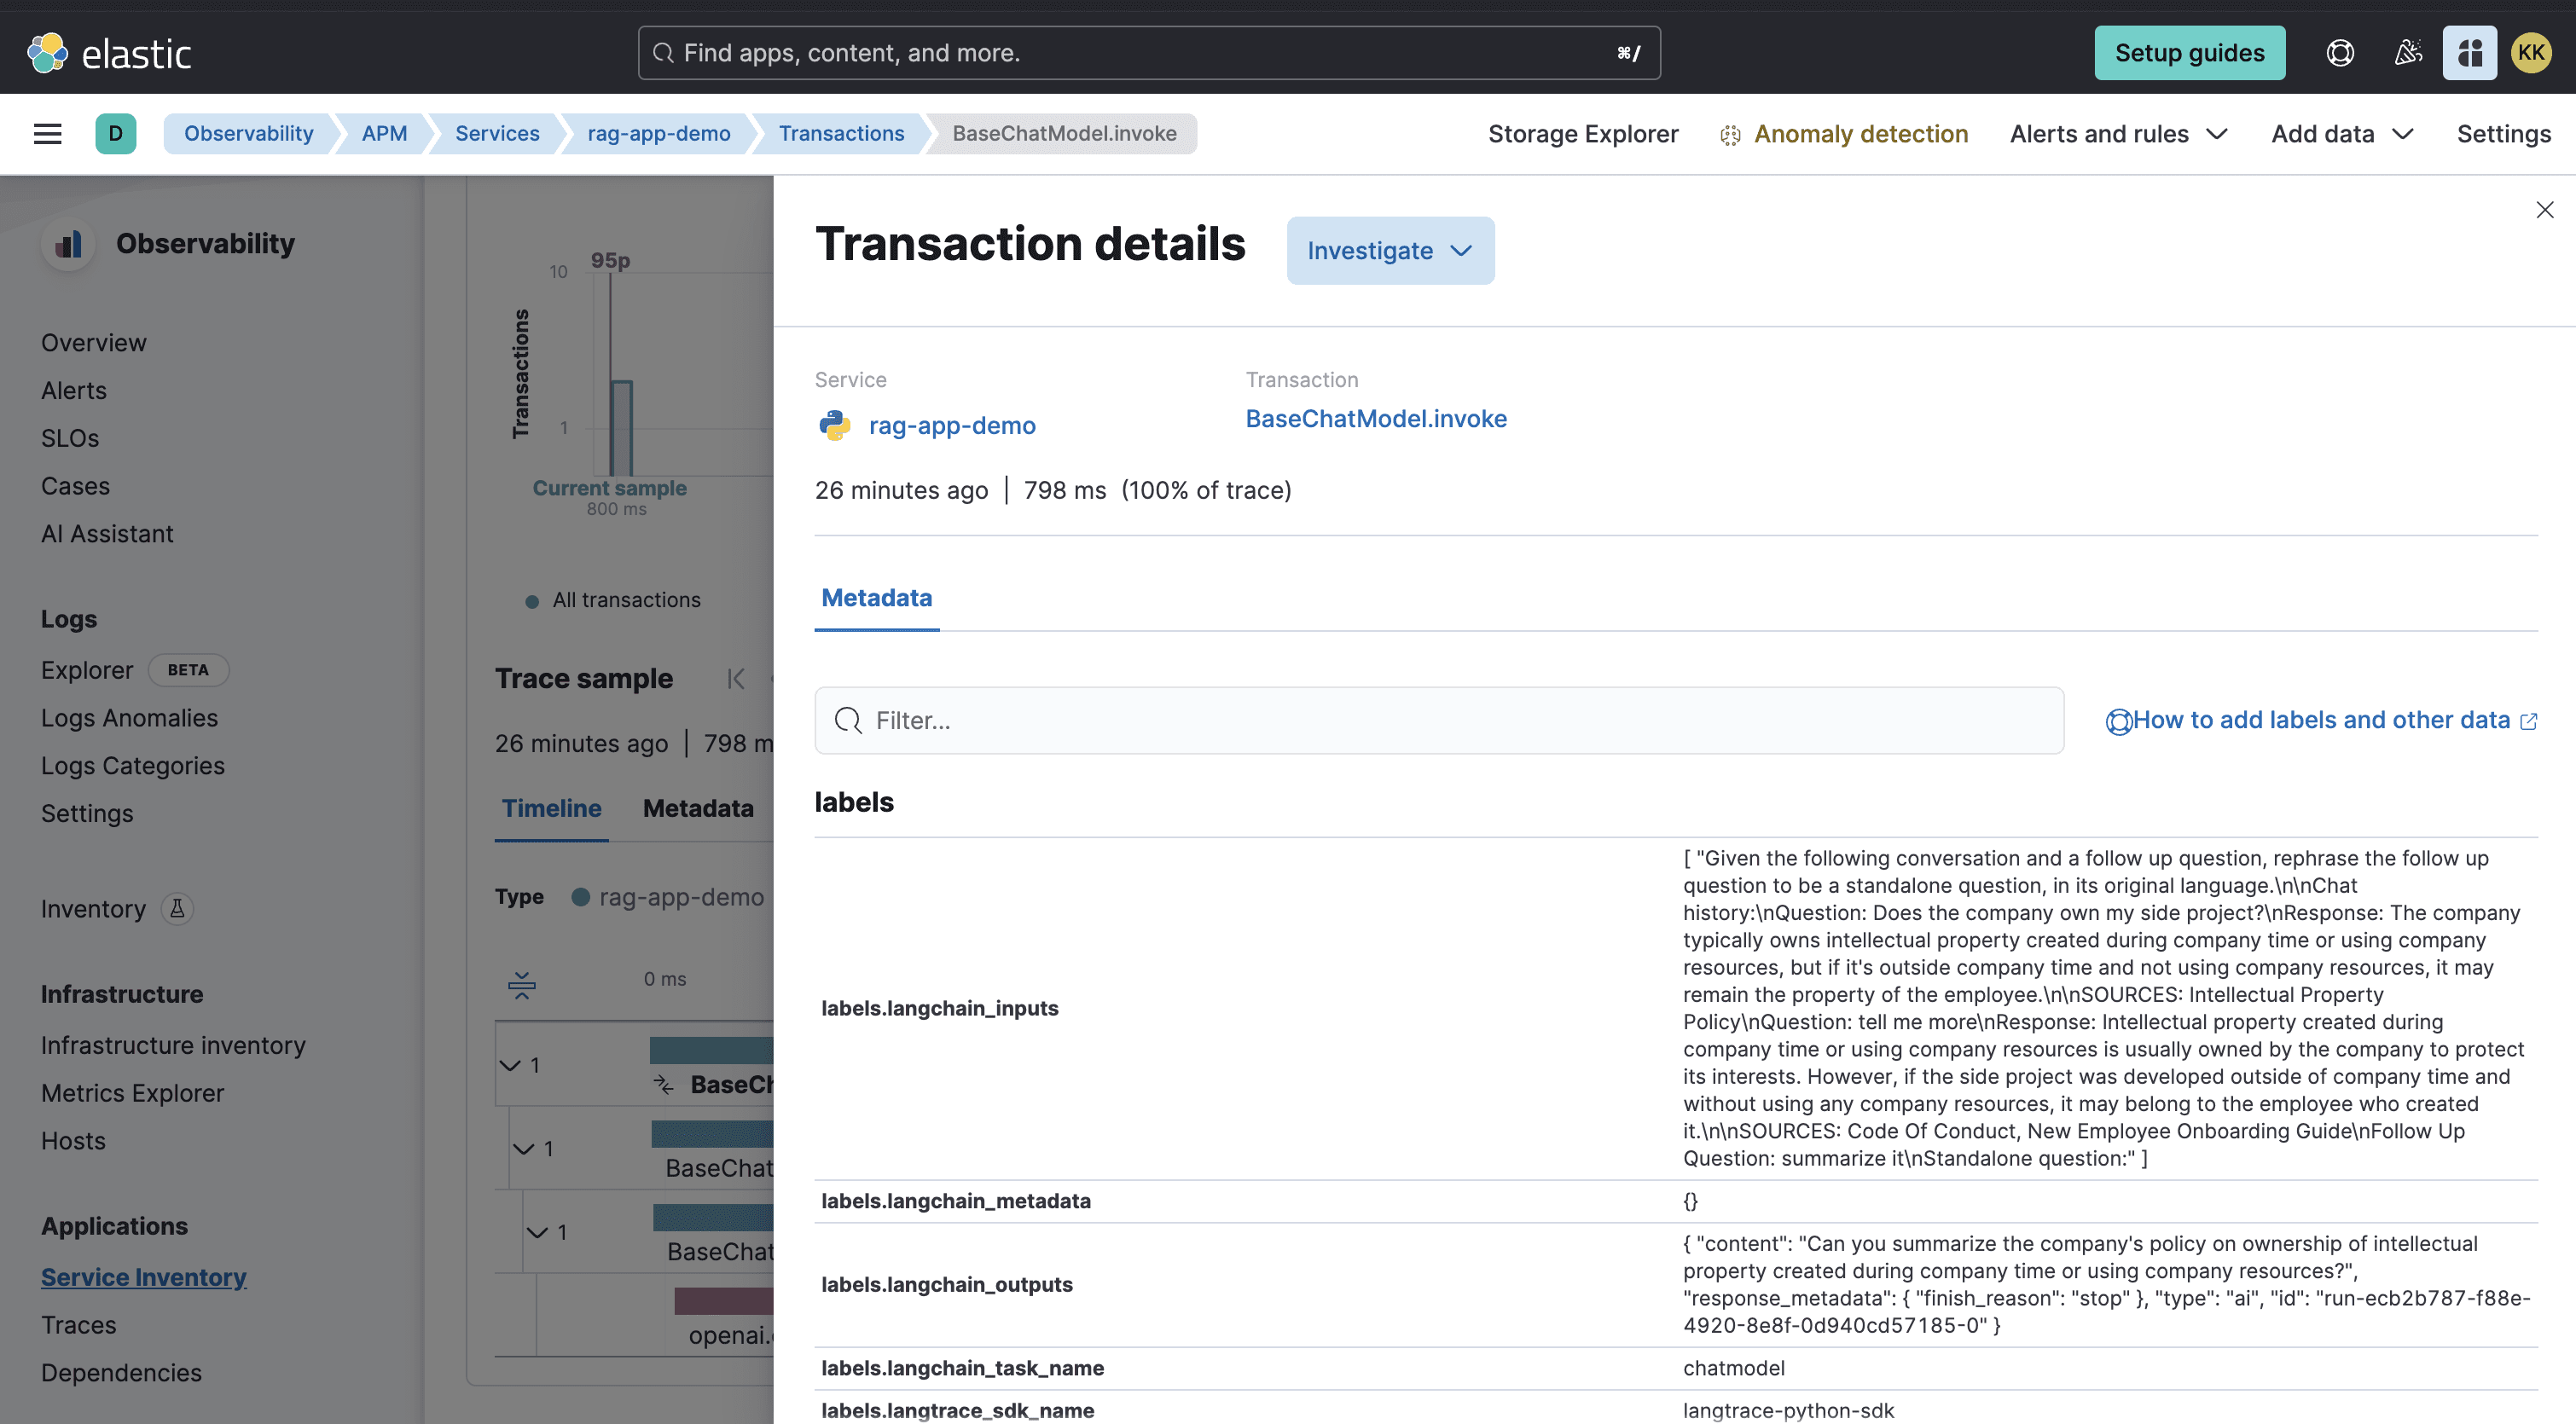 elastic
Find apps, content, and more.
⌘/
Setup guides
KK
D
Observability
APM
Services
rag-app-demo
Transactions
BaseChatModel.invoke
Storage Explorer
Anomaly detection
Alerts and rules
Add data
Settings
Observability
Overview
Alerts
SLOs
Cases
AI Assistant
Logs
Explorer BETA
Logs Anomalies
Logs Categories
Settings
Inventory
Infrastructure
Infrastructure inventory
Metrics Explorer
Hosts
Applications
Service Inventory
Traces
Dependencies
10
95p
Transactions
1
Current sample
800 ms
All transactions
Trace sample
26 minutes ago | 798 m
Timeline
Metadata
Type
rag-app-demo
0 ms
1
BaseCh
1
BaseChat
1
BaseChat
openai.
Transaction details
Investigate
Service
Transaction
rag-app-demo
BaseChatModel.invoke
26 minutes ago | 798 ms (100% of trace)
Metadata
Filter...
How to add labels and other data
labels
labels.langchain_inputs
[ "Given the following conversation and a follow up question, rephrase the follow up
question to be a standalone question, in its original language.\n\nChat
history:\nQuestion: Does the company own my side project?\nResponse: The company
typically owns intellectual property created during company time or using company
resources, but if it's outside company time and not using company resources, it may
remain the property of the employee.\n\nSOURCES: Intellectual Property
Policy\nQuestion: tell me more\nResponse: Intellectual property created during
company time or using company resources is usually owned by the company to protect
its interests. However, if the side project was developed outside of company time and
without using any company resources, it may belong to the employee who created
it.\n\nSOURCES: Code Of Conduct, New Employee Onboarding Guide\nFollow Up
Question: summarize it\nStandalone question:" ]
labels.langchain_metadata
{}
labels.langchain_outputs
{ "content": "Can you summarize the company's policy on ownership of intellectual
property created during company time or using company resources?",
"response_metadata": { "finish_reason": "stop" }, "type": "ai", "id": "run-ecb2b787-f88e-
4920-8e8f-0d940cd57185-0" }
labels.langchain_task_name
chatmodel
labels.langtrace_sdk_name
langtrace-python-sdk